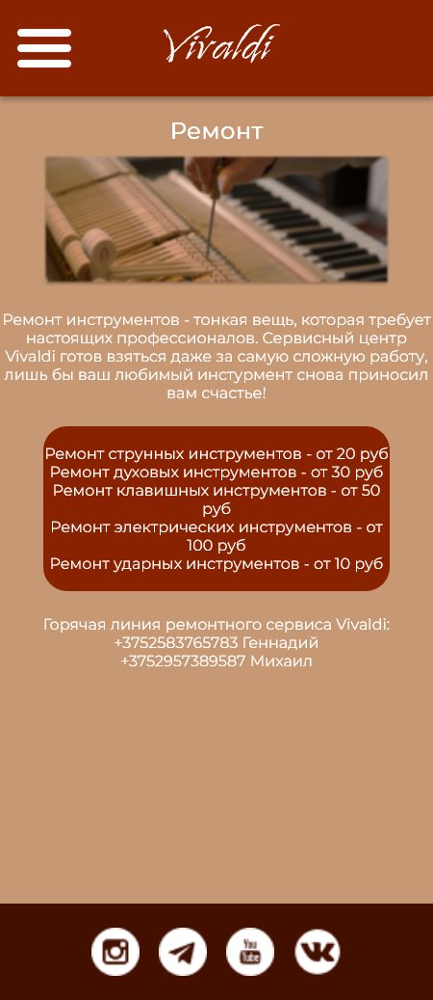 Vivaldi
Ремонт
Ремонт инструментов - тонкая вещь, которая требует
настоящих профессионалов. Сервисный центр
Vivaldi готов взяться даже за самую сложную работу,
лишь бы ваш любимый инстурмент снова приносил
вам счастье!
Ремонт струнных инструментов - от 20 руб
Ремонт духовых инструментов - от 30 руб
Ремонт клавишных инструментов - от 50
руб
Ремонт электрических инструментов - от
100 руб
Ремонт ударных инструментов - от 10 руб
Горячая линия ремонтного сервиса Vivaldi:
+3752583765783 Геннадий
+3752957389587 Михаил
You
Tube